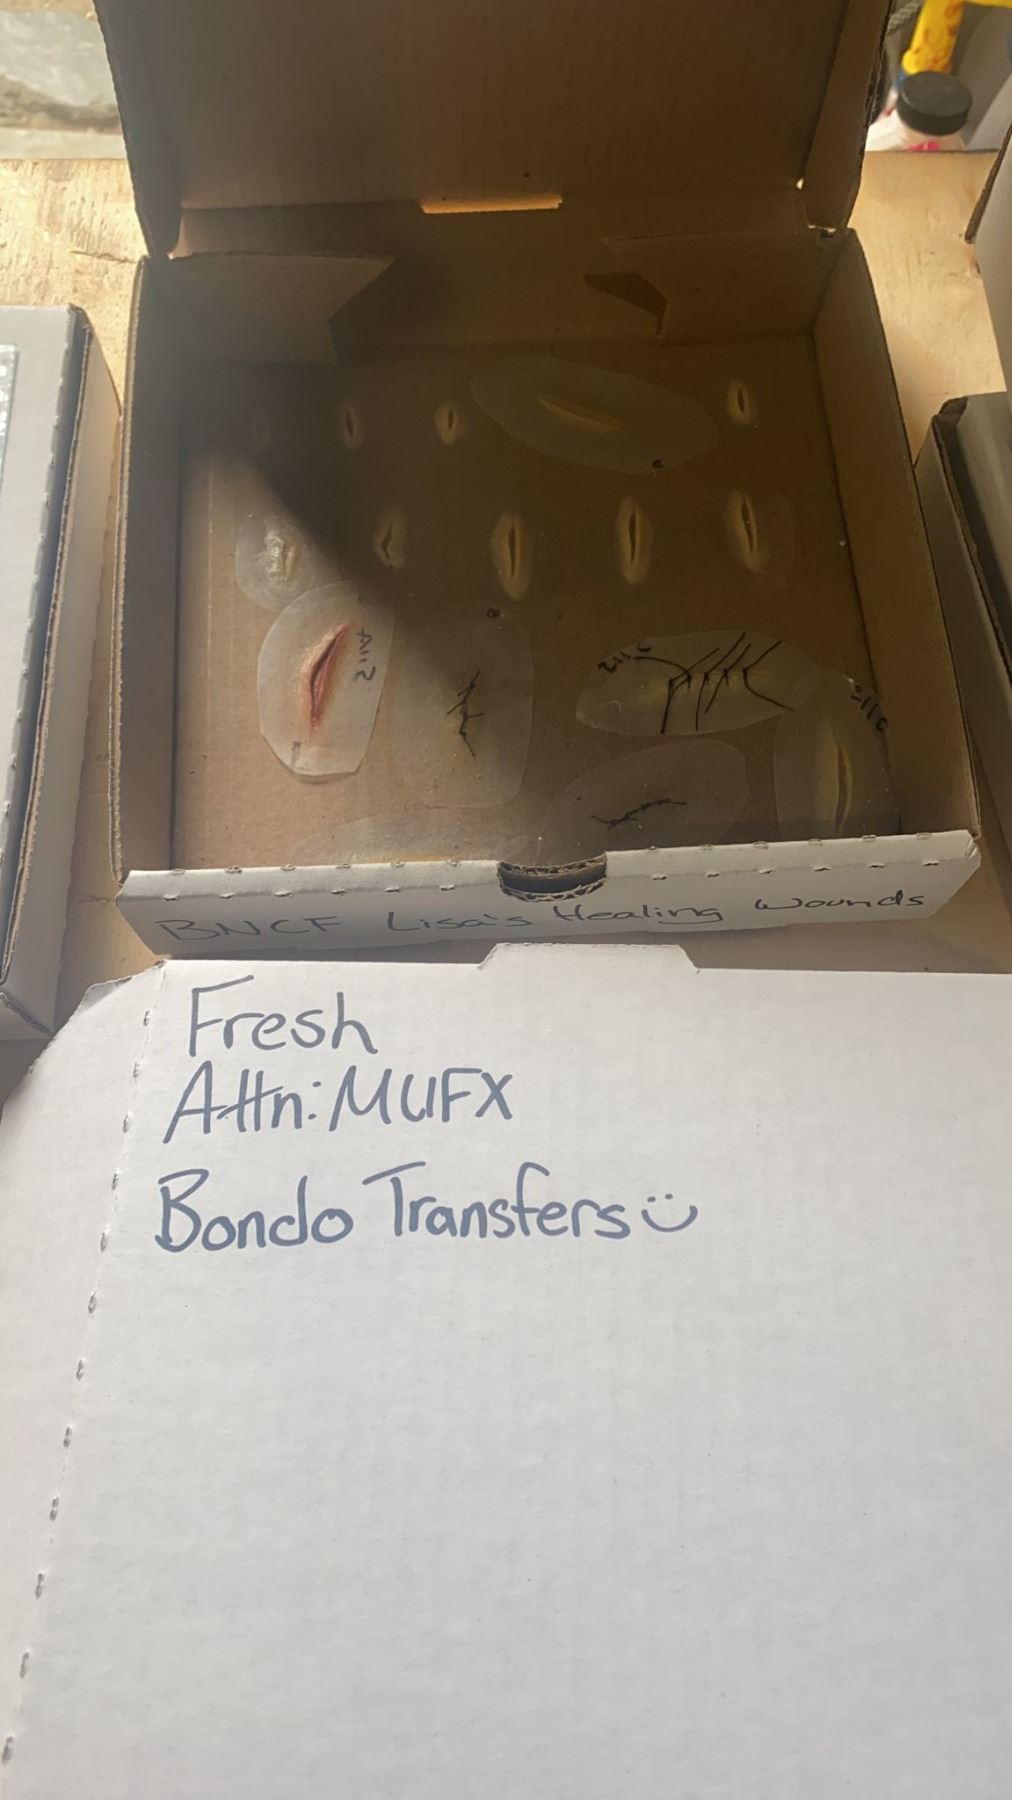 BNCF Lisa's Healing Wounds
Fresh
Attn: MUFX
Bondo Transfers